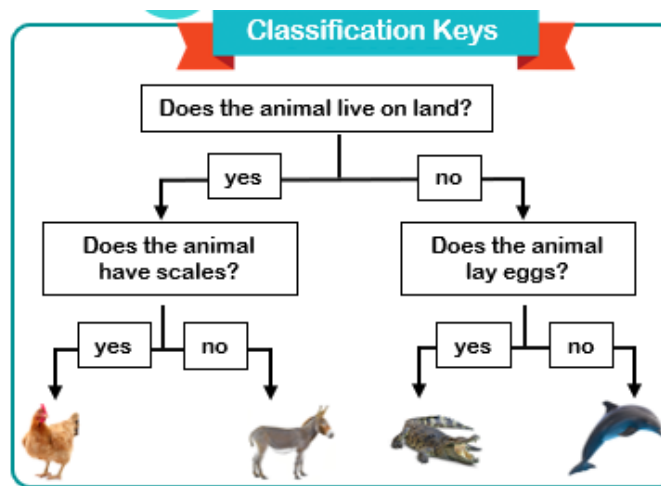 Classification Keys
Does the animal live on land?
yes
no
Does the animal
have scales?
Does the animal
lay eggs?
yes
no
yes
no